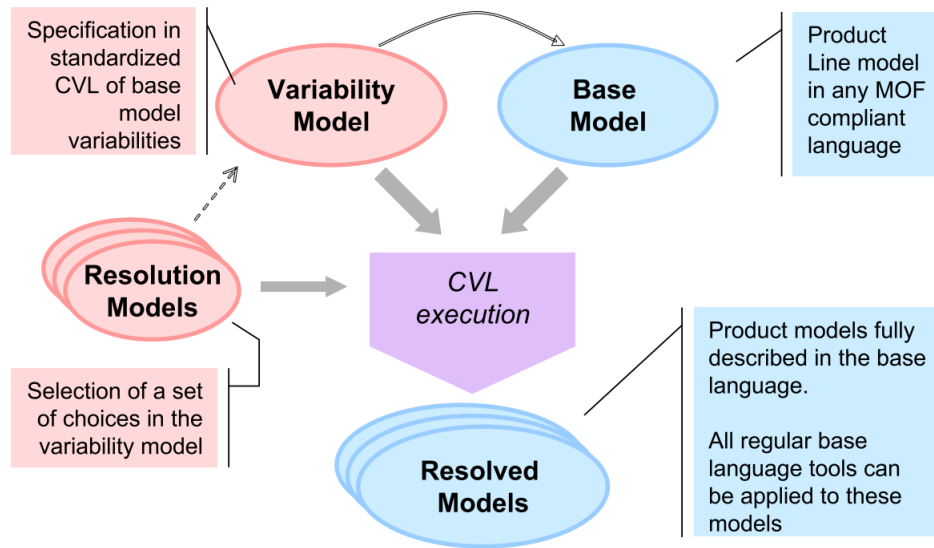 Specification in
standardized
CVL of base
model
variabilities
Variability
Model
Base
Model
Product
Line model
in any MOF
compliant
language
Resolution
Models
CVL
execution
Selection of a set
of choices in the
variability model
Product models fully
described in the base
language.
All regular base
language tools can
be applied to these
models
Resolved
Models